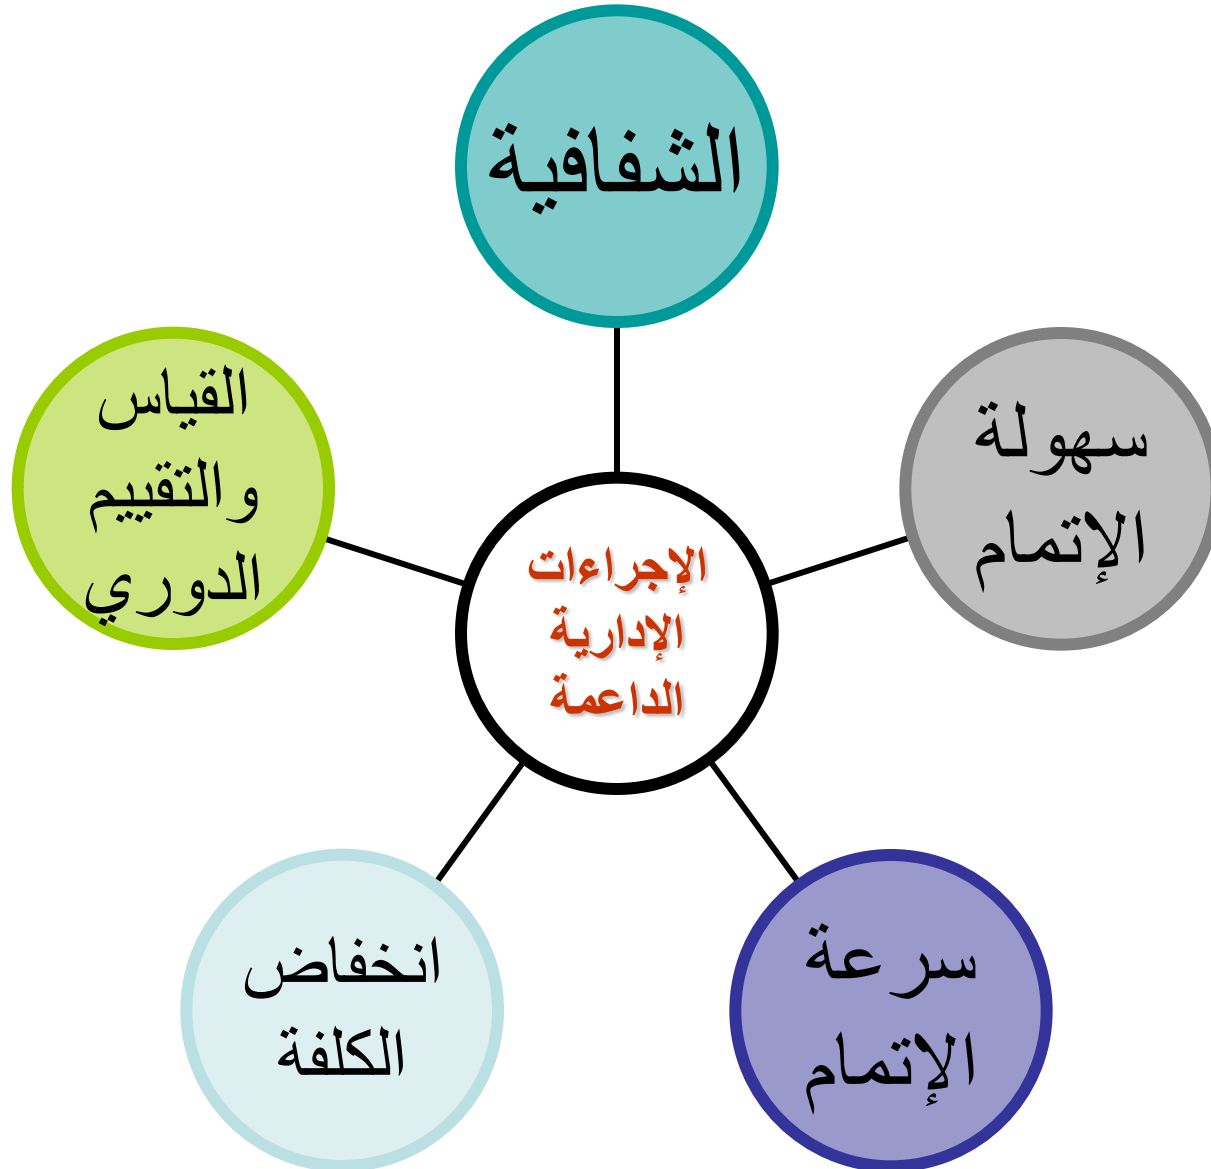 الشفافية
سهولة
الإتمام
سرعة
الإتمام
انخفاض
الكلفة
القياس
والتقييم
الدوري
الإجراءات
الإدارية
الداعمة